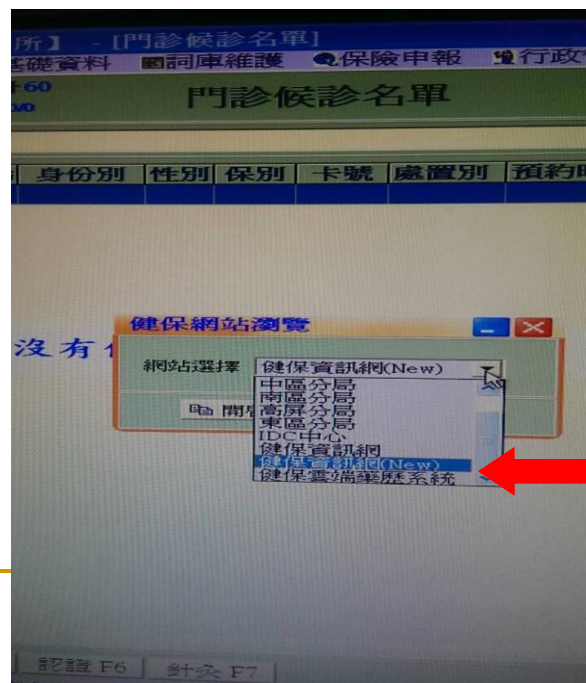 所】 - [門診候診名單]
基礎資料 詞庫維護 保險申報 行政
60
門診候診名單
身份別 性別 保別 卡號 處置別 預約時
健保網站瀏覽
沒有
網站選擇 健保資訊網(New)
中區分局
南區分局
高屏分局
東區分局
IDC中心
健保資訊網
健保資訊網(New)
健保雲端藥歷系統
開
認證 F6 針灸 F7